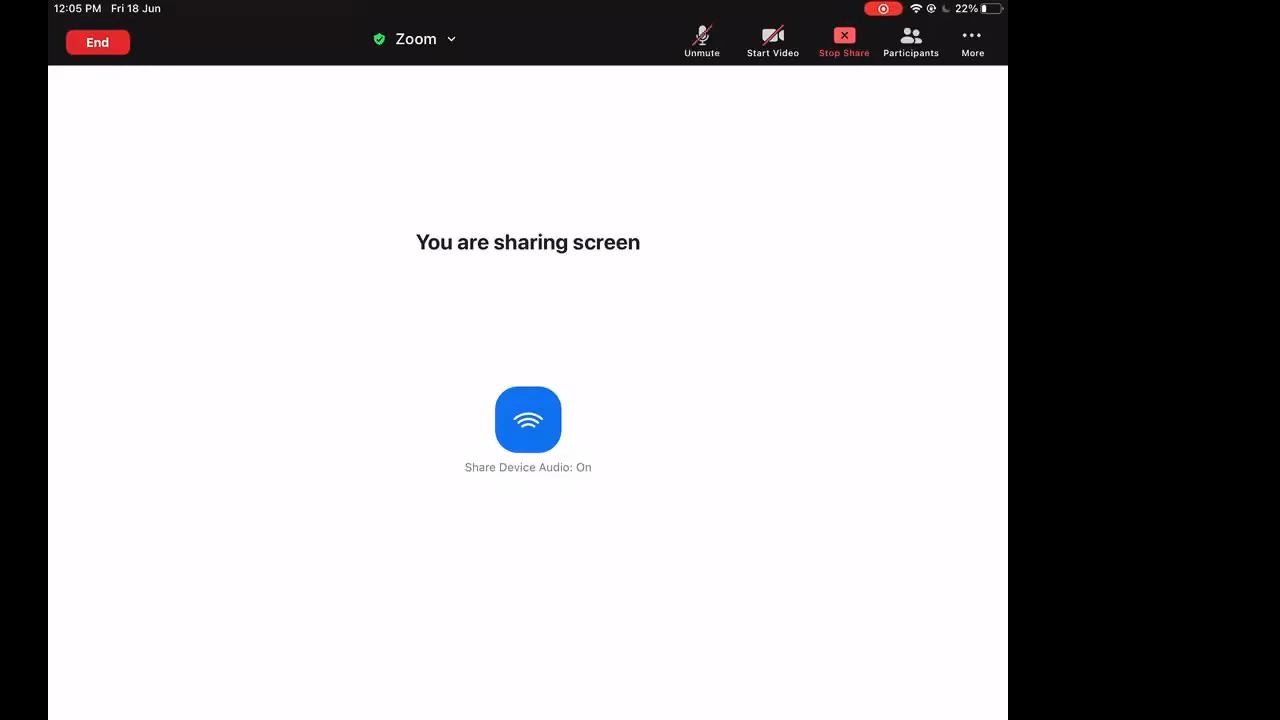 12:05 PM Fri 18 Jun 22%
End Zoom Unmute Start Video Stop Share Participants More
You are sharing screen
Share Device Audio: On